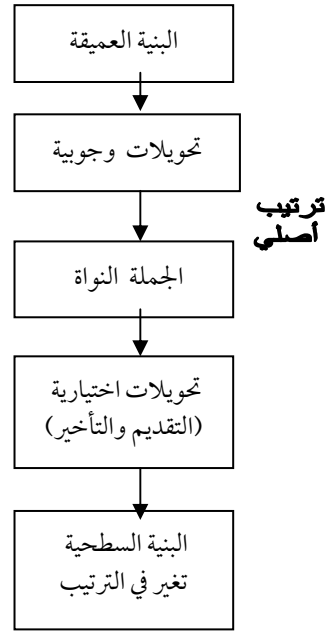 البنية العميقة
تحويلات وجوبية
ترتيب
أصلي
الجملة النواة
تحويلات اختيارية
(التقديم والتأخير)
البنية السطحية
تغير في الترتيب